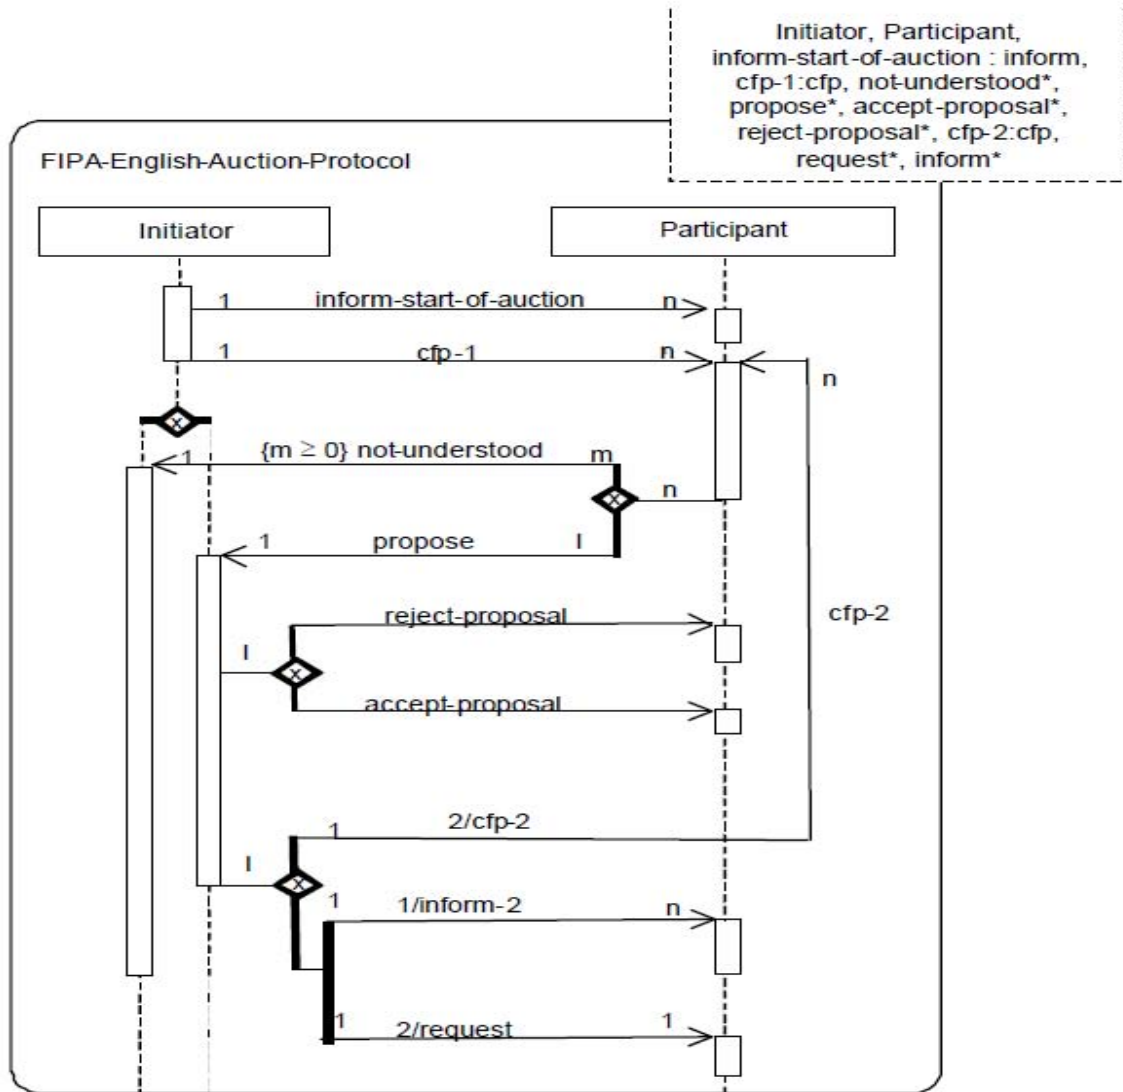 Initiator, Participant,
inform-start-of-auction : inform,
cfp-1:cfp, not-understood*,
propose*, accept-proposal*,
reject-proposal*, cfp-2:cfp,
request*, inform*
FIPA-English-Auction-Protocol
Initiator
Participant
1 inform-start-of-auction n
1 cfp-1 n
n
x
1 {m ≥ 0} not-understood m
x n
1 propose l
reject-proposal
cfp-2
l x
accept-proposal
1 2/cfp-2
l x
1 1/inform-2 n
1 2/request 1